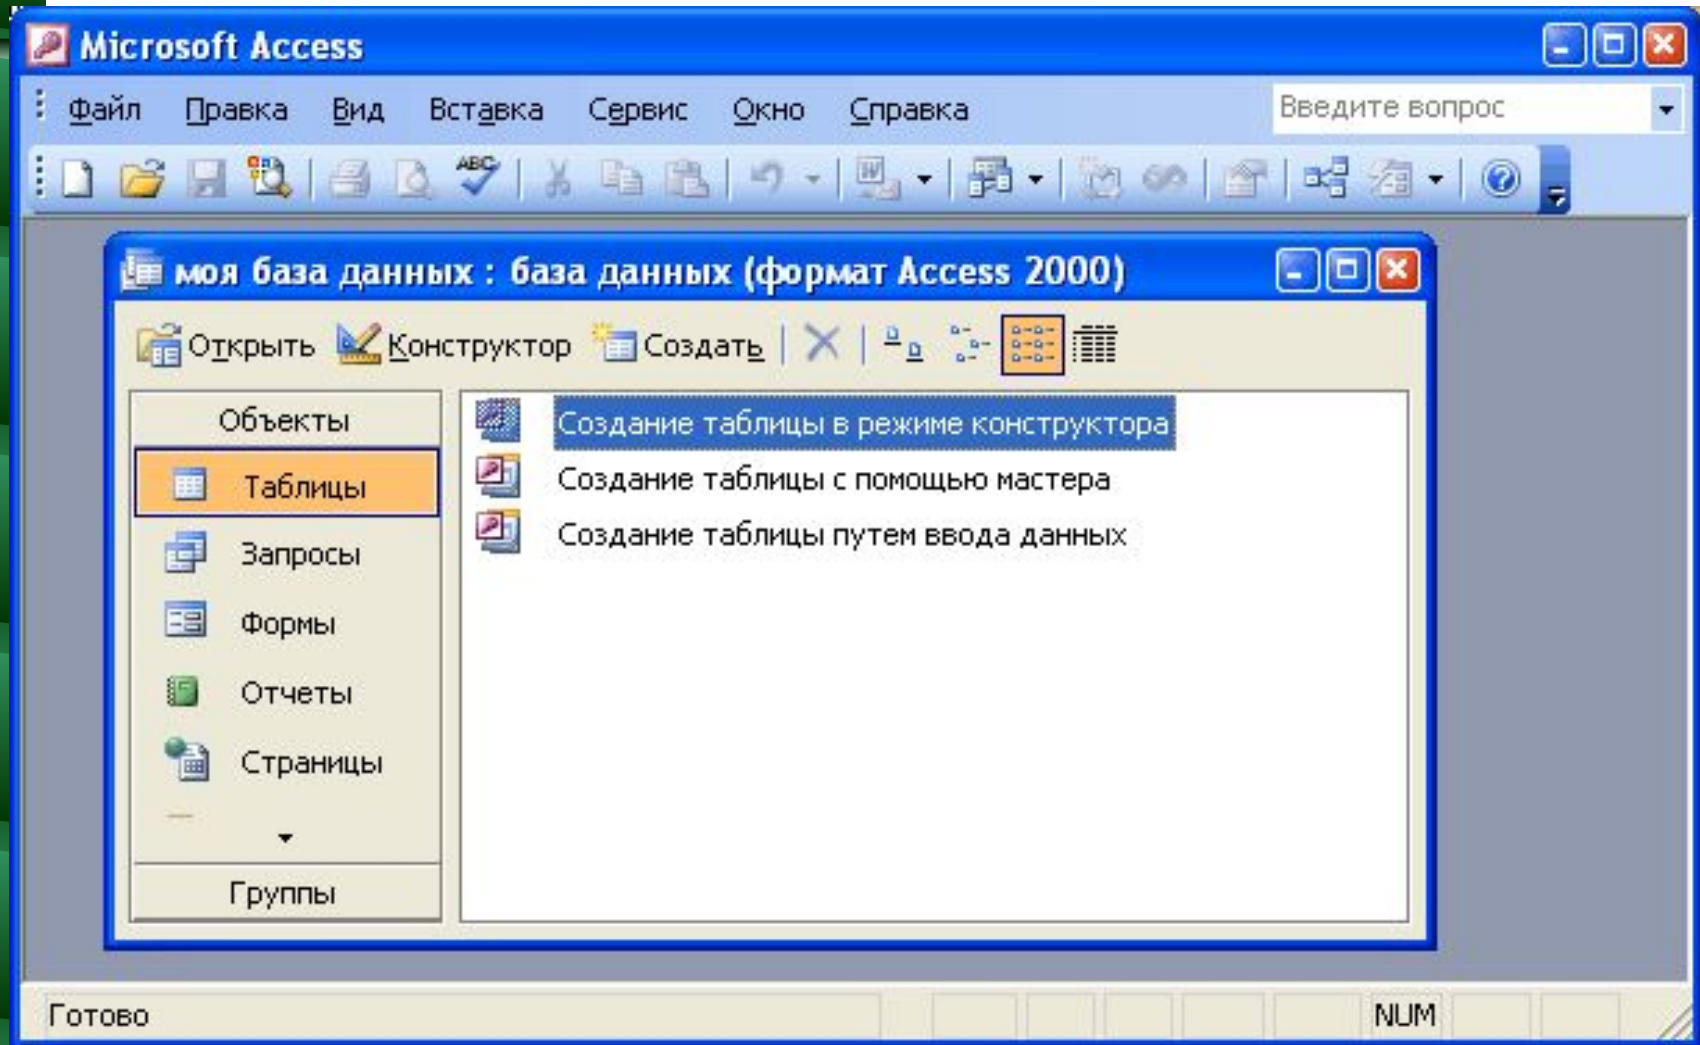 Microsoft Access
Файл Правка Вид Вставка Сервис Окно Справка Введите вопрос
ABC W
моя база данных : база данных (формат Access 2000)
Открыть Конструктор Создать
Объекты
Таблицы
Запросы
Формы
Отчеты
Страницы
Группы
Создание таблицы в режиме конструктора
Создание таблицы с помощью мастера
Создание таблицы путем ввода данных
Готово NUM